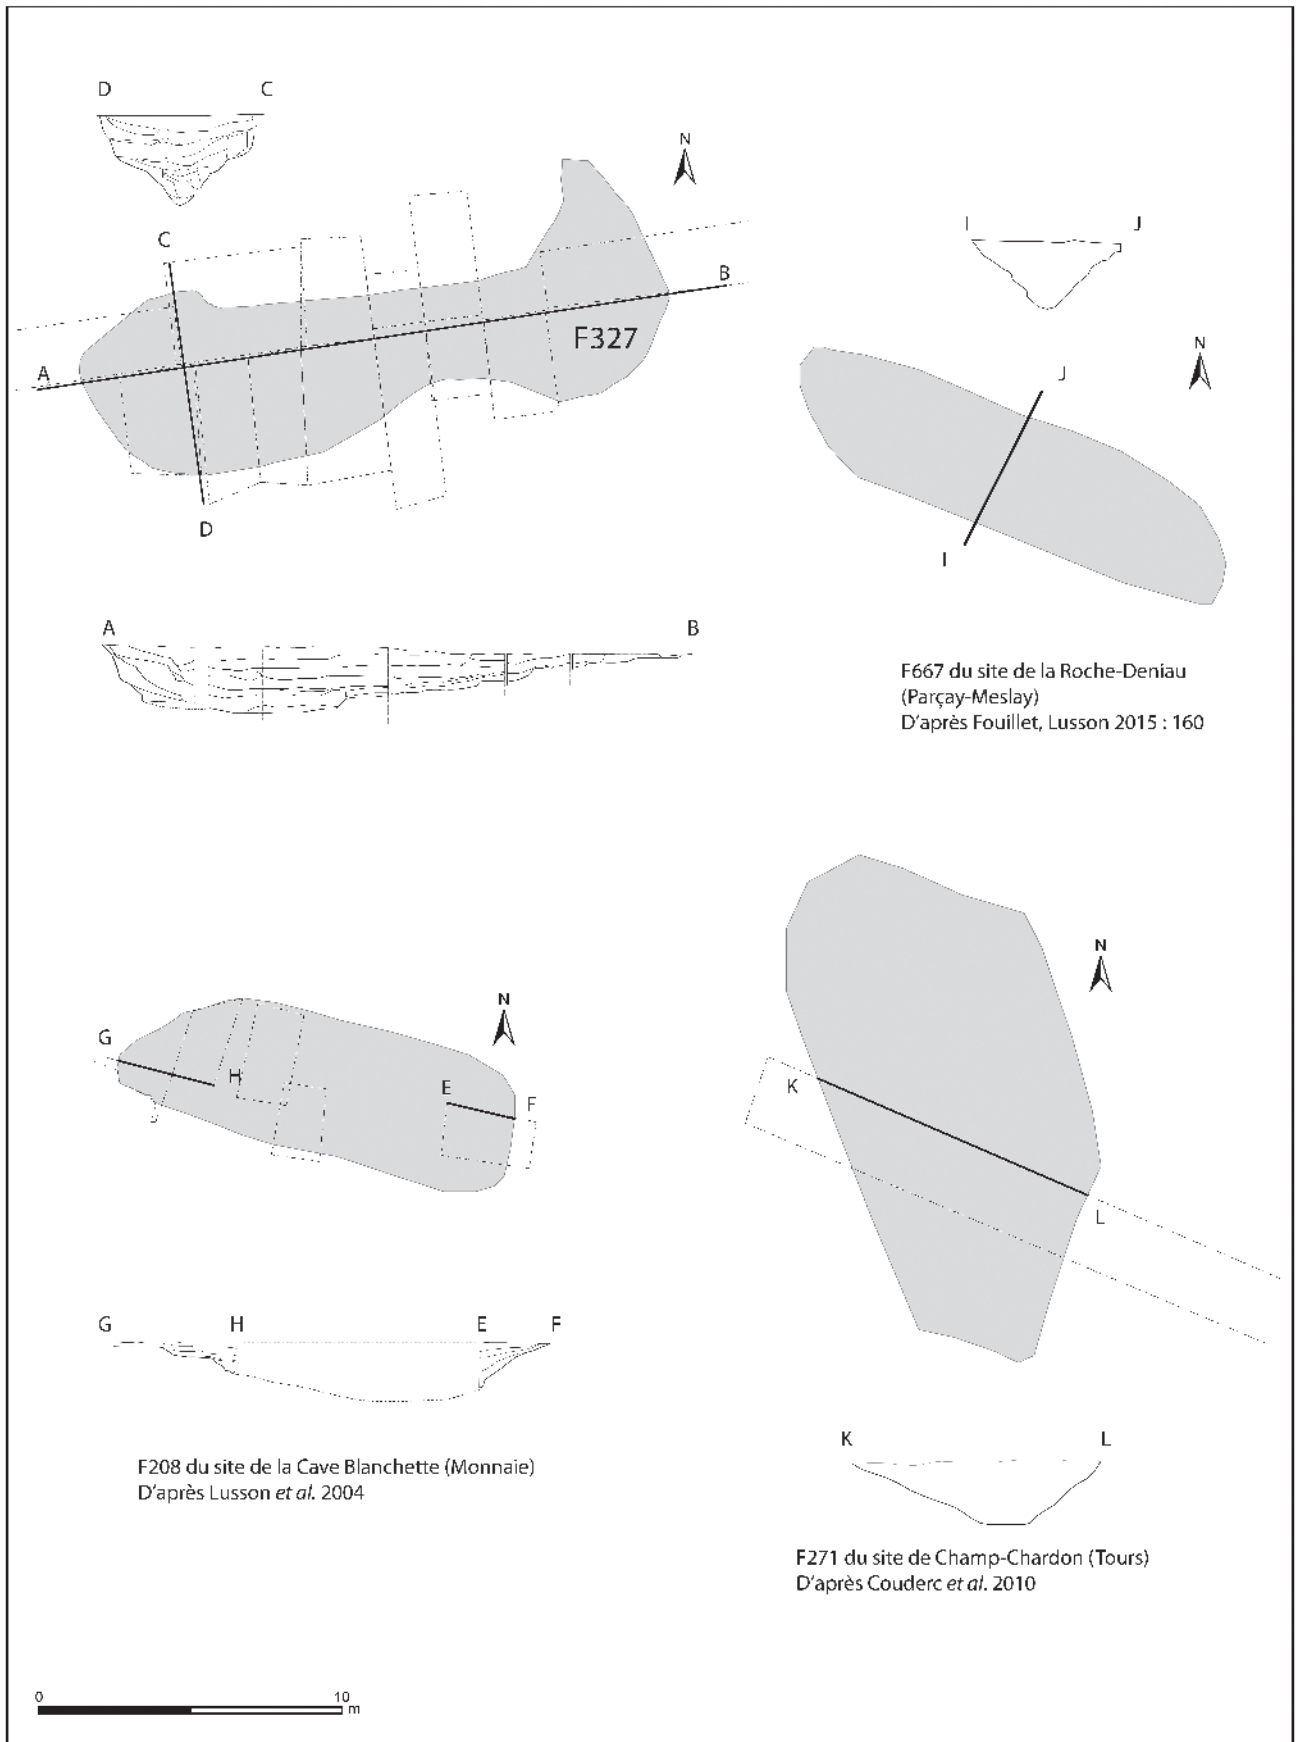 D C
N
C
I J
B
F327
A
N
J
D
I
A B
F667 du site de la Roche-Deniau
(Parçay-Meslay)
D'après Fouillet, Lusson 2015 : 160
N
N
G
H
E
F
K
L
G H E F
K L
F208 du site de la Cave Blanchette (Monnaie)
D'après Lusson et al. 2004
F271 du site de Champ-Chardon (Tours)
D'après Couderc et al. 2010
0 10
m